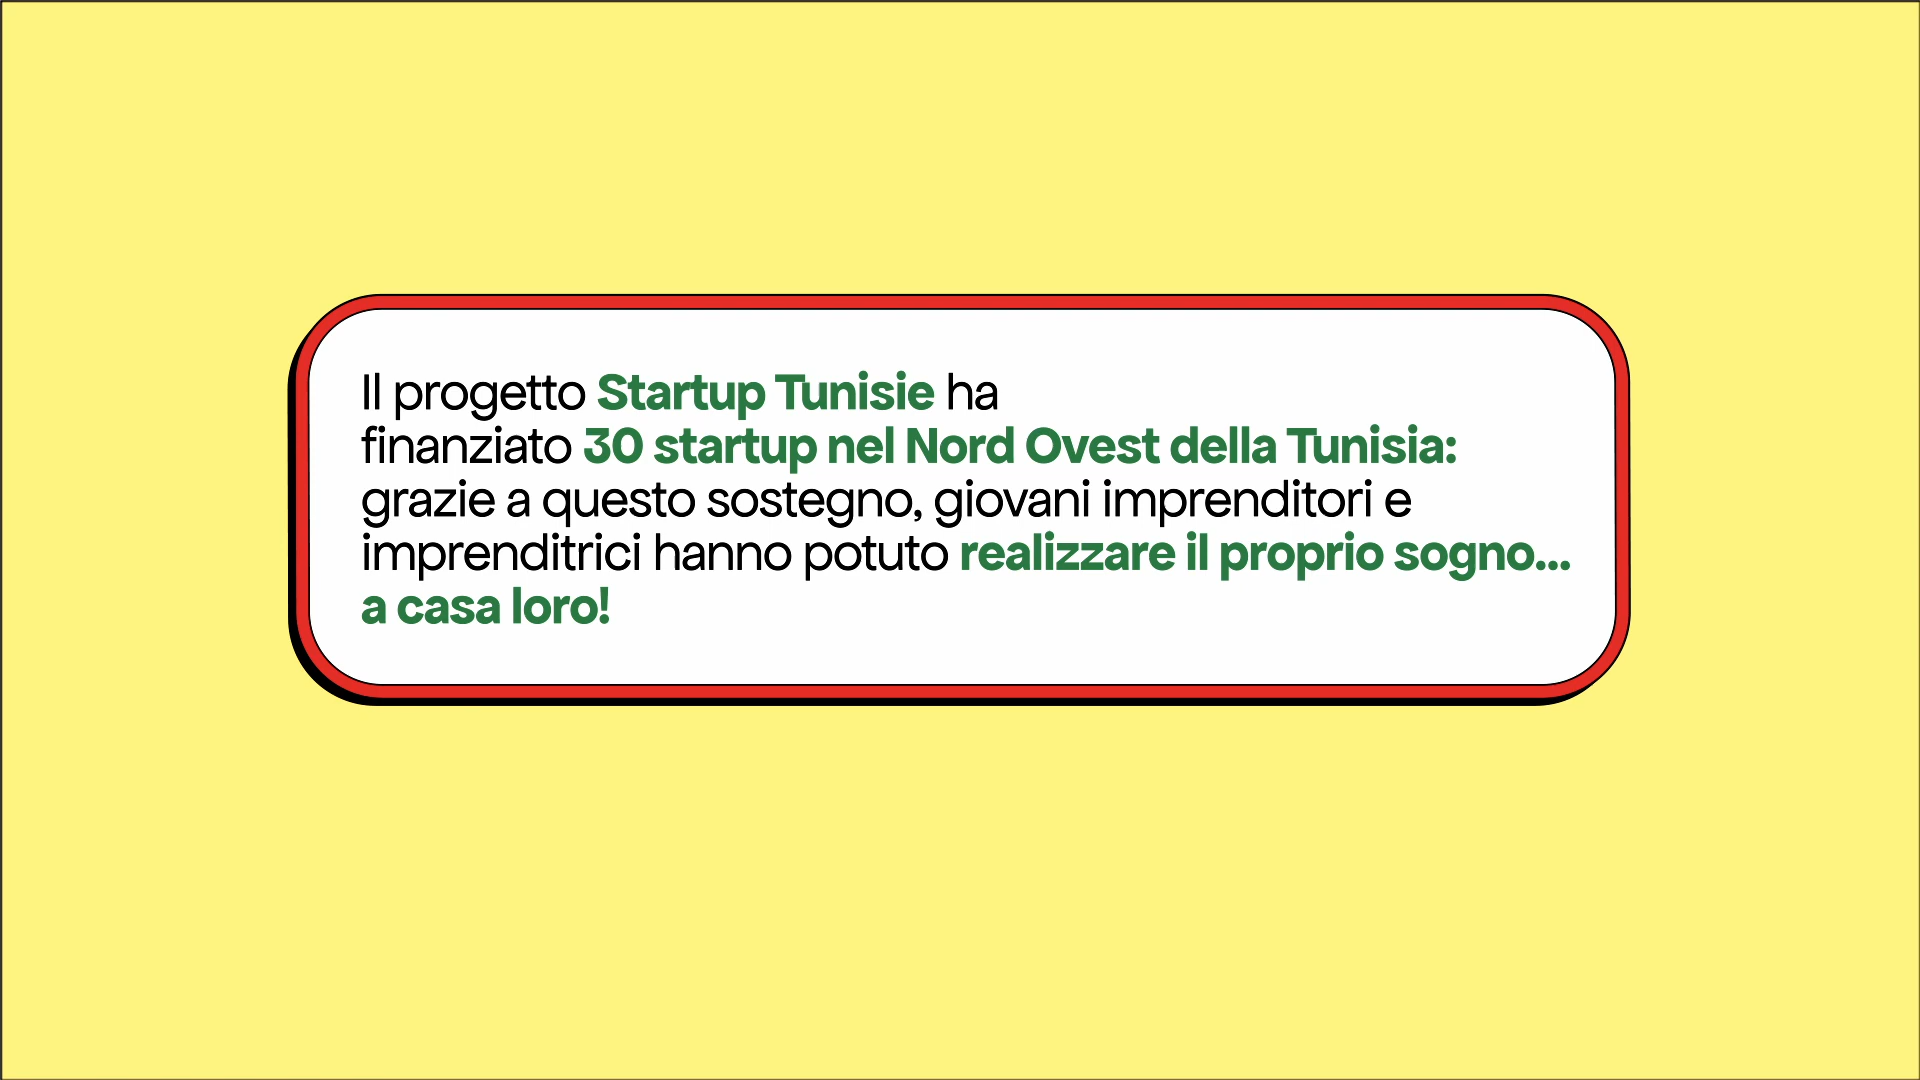 Il progetto Startup Tunisie ha
finanziato 30 startup nel Nord Ovest della Tunisia:
grazie a questo sostegno, giovani imprenditori e
imprenditrici hanno potuto realizzare il proprio sogno...
a casa loro!